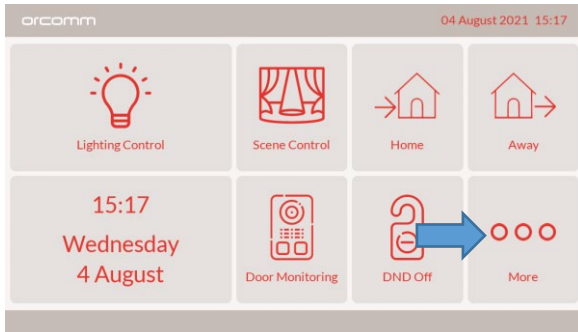 orcomm
04 August 2021 15:17
Lighting Control
Scene Control
Home
Away
15:17
Wednesday
4 August
Door Monitoring
DND Off
More